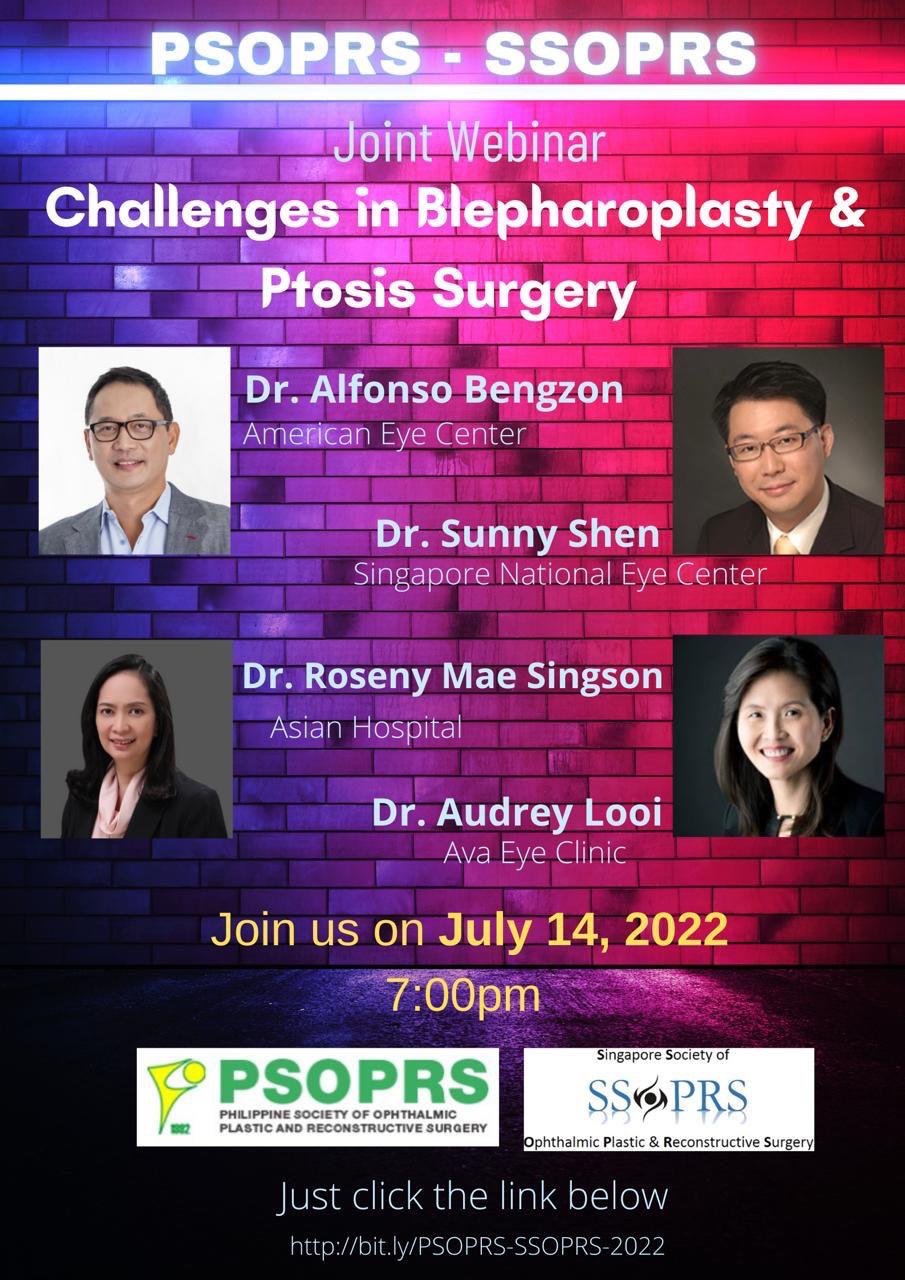 PSOPRS - SSOPRS
Joint Webinar
Challenges in Blepharoplasty &
Ptosis Surgery
Dr. Alfonso Bengzon
American Eye Center
Dr. Sunny Shen
Singapore National Eye Center
Dr. Roseny Mae Singson
Asian Hospital
Dr. Audrey Looi
Ava Eye Clinic
Join us on July 14, 2022
7:00pm
PSOPRS
PHILIPPINE SOCIETY OF OPHTHALMIC
PLASTIC AND RECONSTRUCTIVE SURGERY
1982
Singapore Society of
SSOPRS
Ophthalmic Plastic & Reconstructive Surgery
Just click the link below
http://bit.ly/PSOPRS-SSOPRS-2022